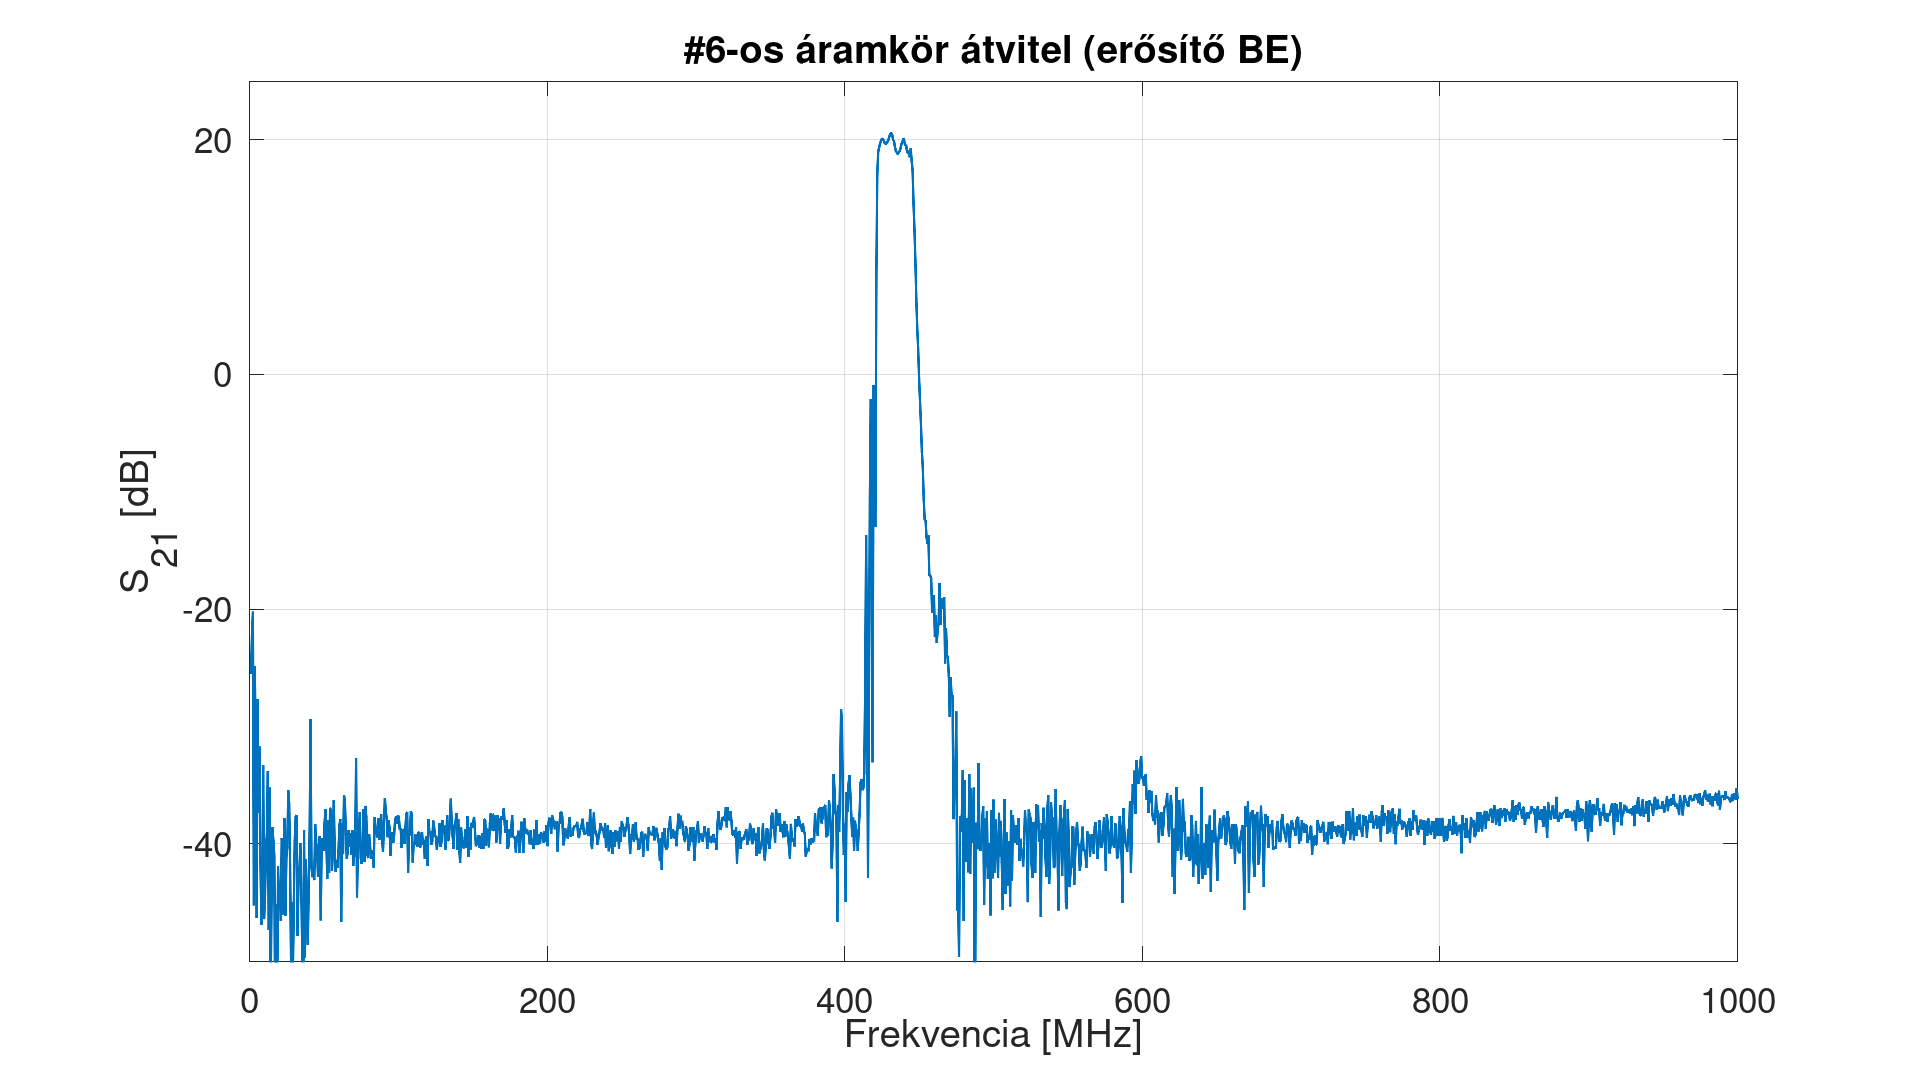 #6-os áramkör átvitel (erősítő BE)
S21 [dB]
20
0
-20
-40
0 200 400 600 800 1000
Frekvencia [MHz]